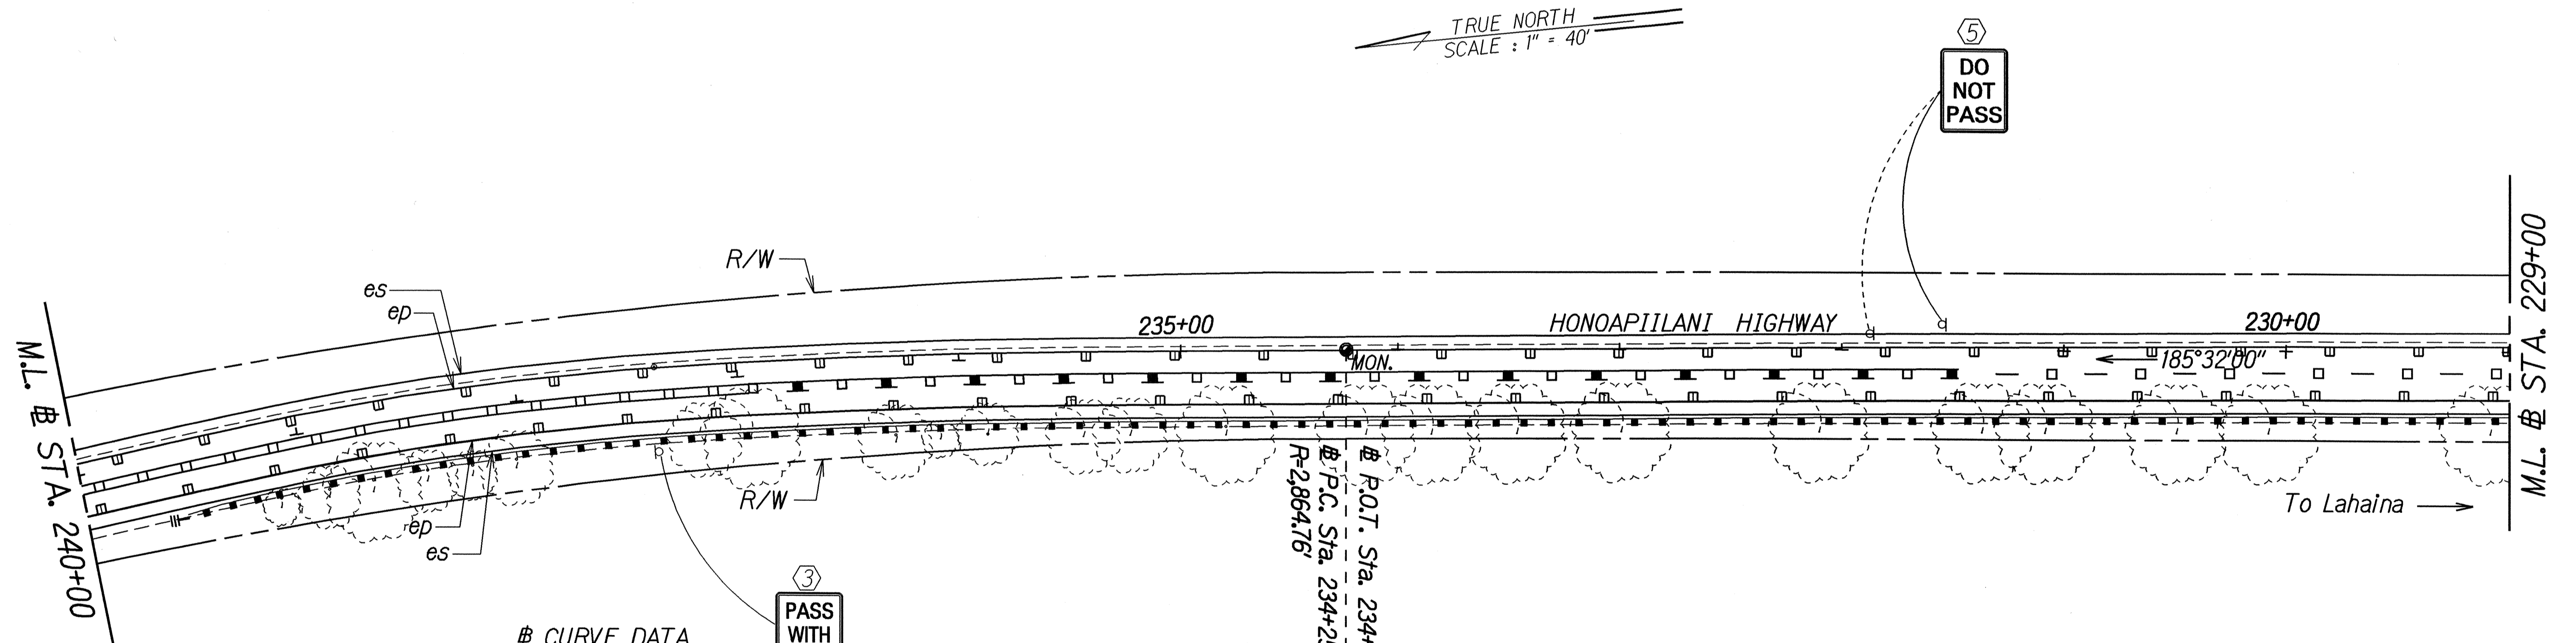 TRUE NORTH
SCALE : 1" = 40'
5
DO
NOT
PASS
R/W
es
ep
235+00
HONOAPIILANI HIGHWAY
230+00
MON.
185°32'00"
M.L. ⅊ STA. 229+00
M.L. ⅊ STA. 240+00
R/W
ep
es
To Lahaina
⅊ P.O.T. Sta. 234+
⅊ P.C. Sta. 234+25
R=2,864.76'
3
PASS
WITH
⅊ CURVE DATA